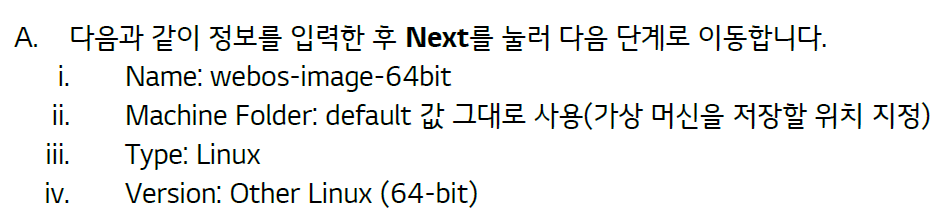 A. 다음과 같이 정보를 입력한 후 Next를 눌러 다음 단계로 이동합니다.
i. Name: webos-image-64bit
ii. Machine Folder: default 값 그대로 사용(가상 머신을 저장할 위치 지정)
iii. Type: Linux
iv. Version: Other Linux (64-bit)